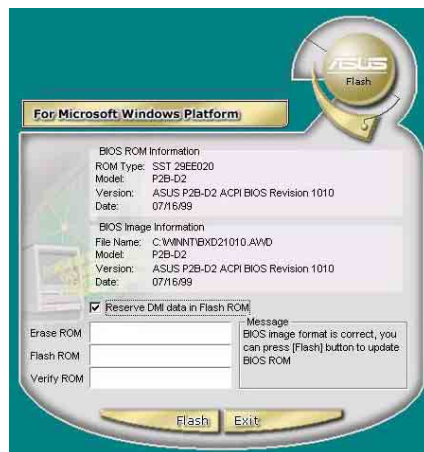 ASUS
Flash
For Microsoft Windows Platform
BIOS ROM Information
ROM Type: SST 29EE020
Model: P2B-D2
Version: ASUS P2B-D2 ACPI BIOS Revision 1010
Date: 07/16/99
BIOS Image Information
File Name: C:\WINNT\BXD21010.AWD
Model: P2B-D2
Version: ASUS P2B-D2 ACPI BIOS Revision 1010
Date: 07/16/99
Reserve DMI data in Flash ROM
Erase ROM
Flash ROM
Verify ROM
Message
BIOS image format is correct, you
can press [Flash] button to update
BIOS ROM
Flash Exit